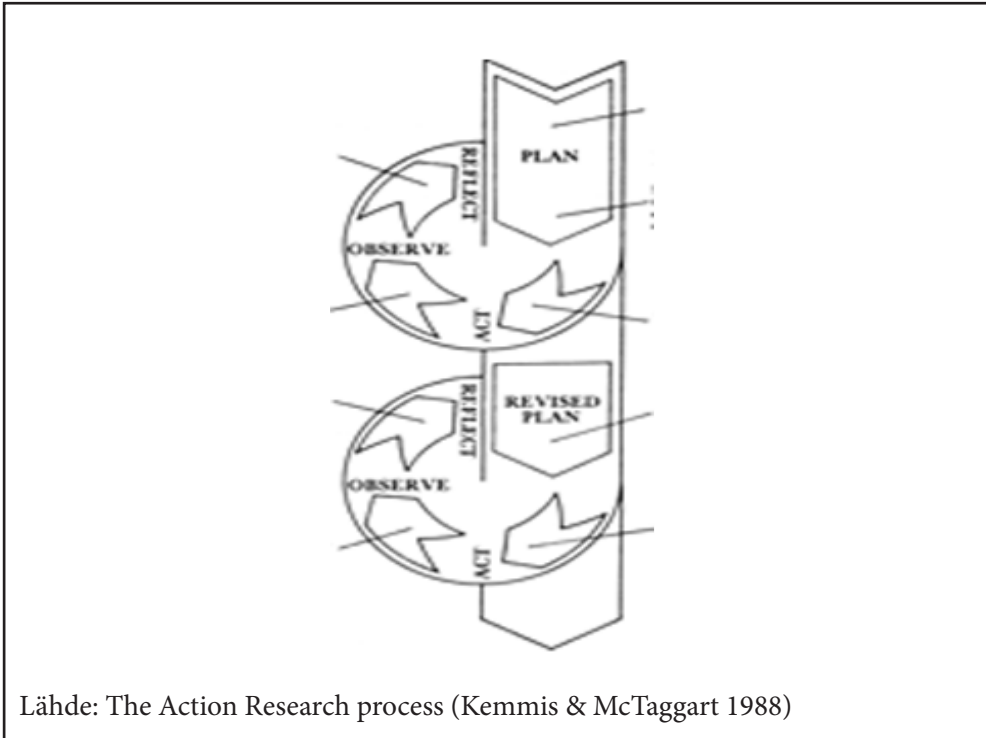 PLAN
REFLECT
OBSERVE
ACT
REVISED
PLAN
REFLECT
OBSERVE
ACT
Lähde: The Action Research process (Kemmis & McTaggart 1988)